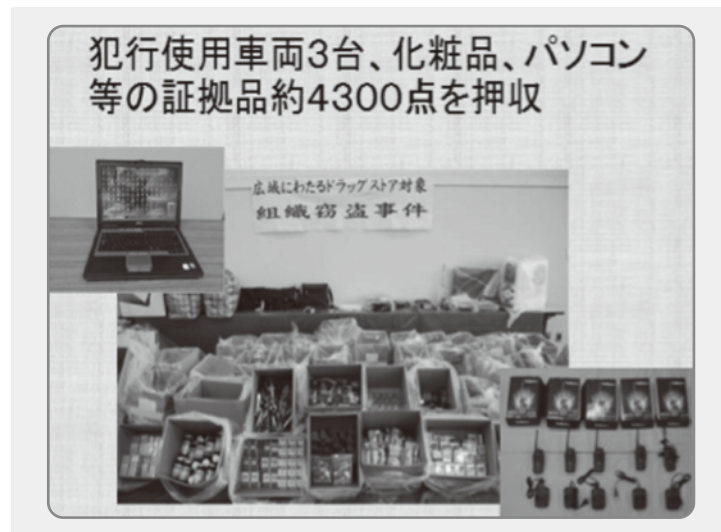 犯行使用車両3台、化粧品、パソコン
等の証拠品約4300点を押収
広域にわたるドラッグストア対象
組織窃盗事件